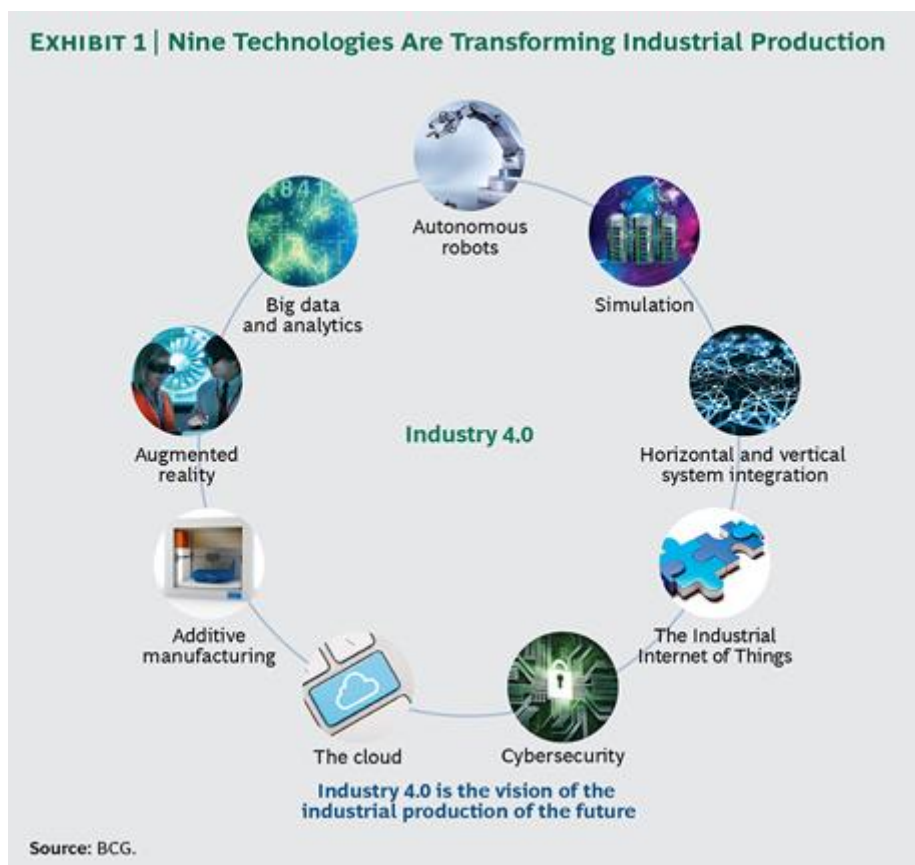 EXHIBIT 1 | Nine Technologies Are Transforming Industrial Production
Autonomous
robots
Simulation
Horizontal and vertical
system integration
The Industrial
Internet of Things
Cybersecurity
The cloud
Additive
manufacturing
Augmented
reality
Big data
and analytics
Industry 4.0
Industry 4.0 is the vision of the
industrial production of the future
Source: BCG.